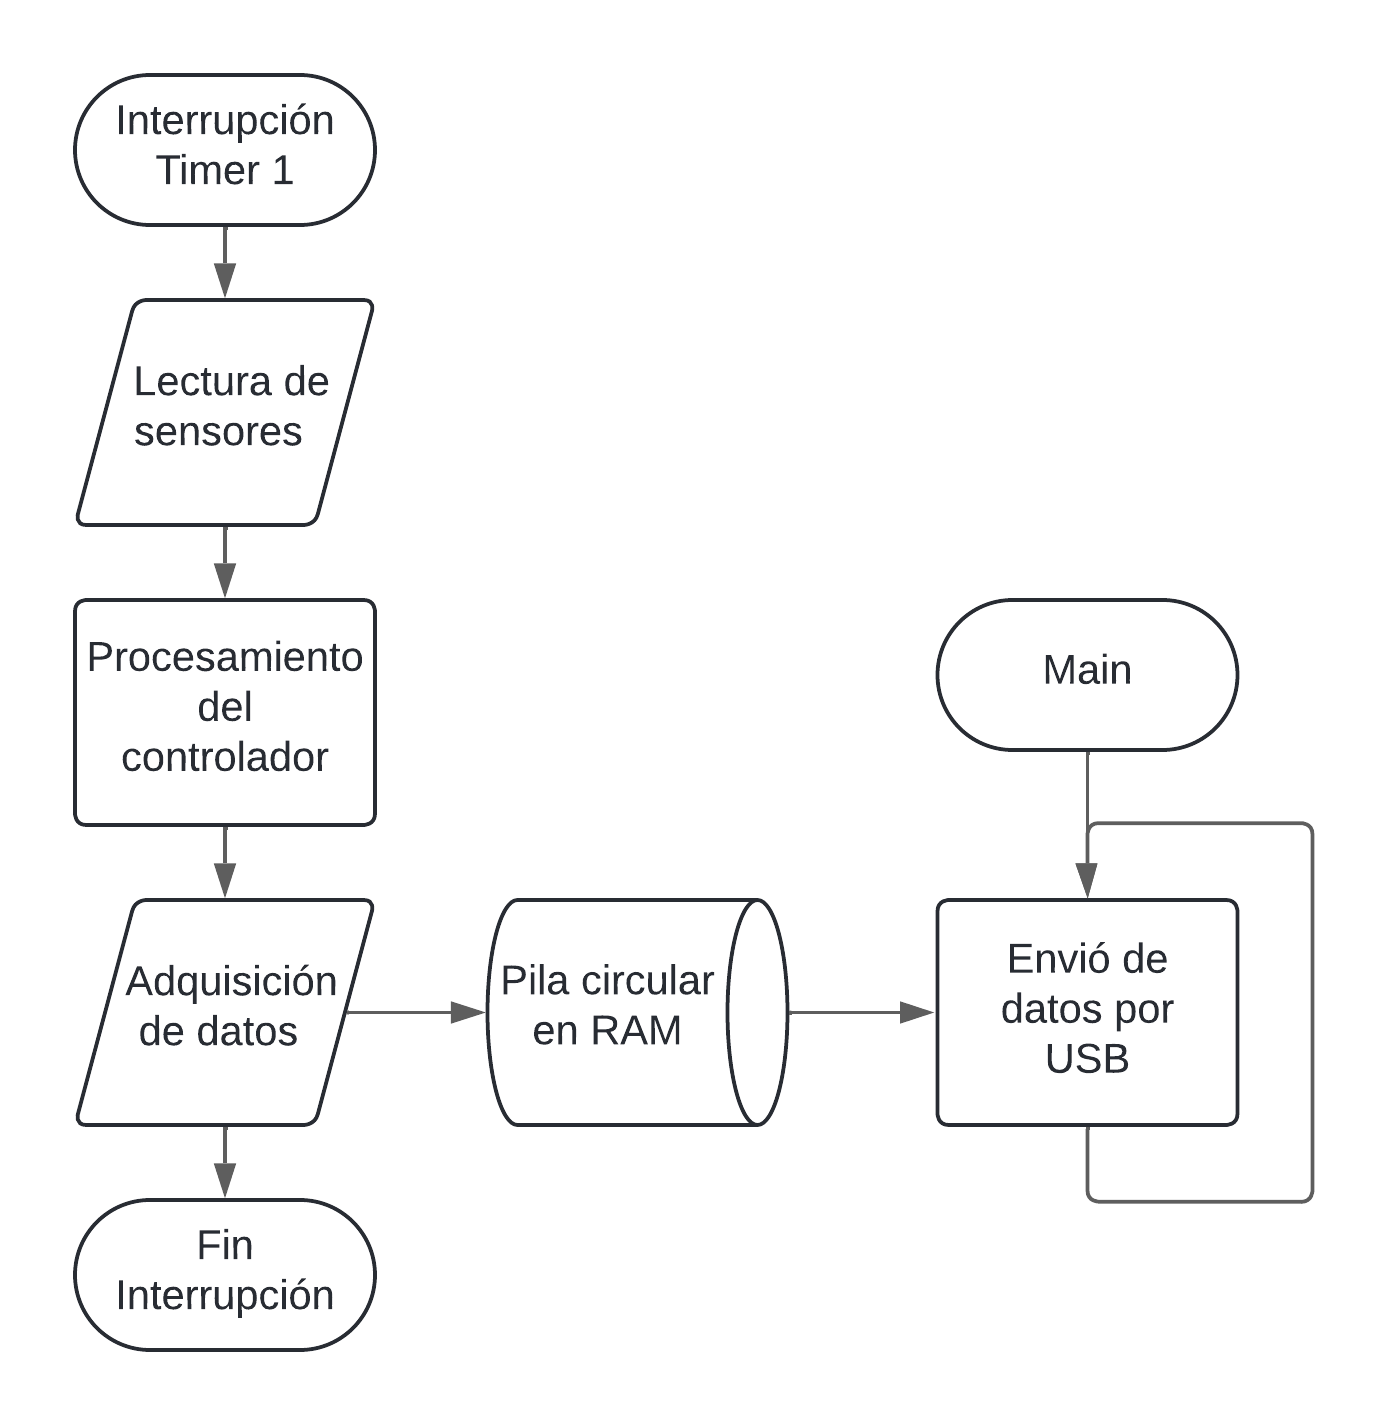 Interrupción
Timer 1
Lectura de
sensores
Procesamiento
del
controlador
Main
Adquisición
de datos
Pila circular
en RAM
Envió de
datos por
USB
Fin
Interrupción